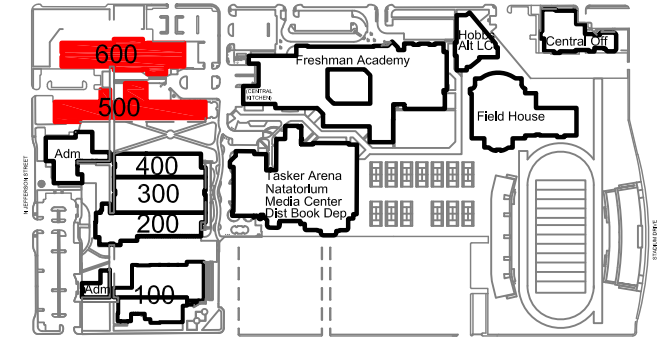 600
500
Adm
400
300
200
100
Adm
N JEFFERSON STREET
Freshman Academy
(CENTRAL
KITCHEN)
Tasker Arena
Natatorium
Media Center
Dist Book Dep
Hobbs
Alt LC
Central Off
Field House
STADIUM DRIVE